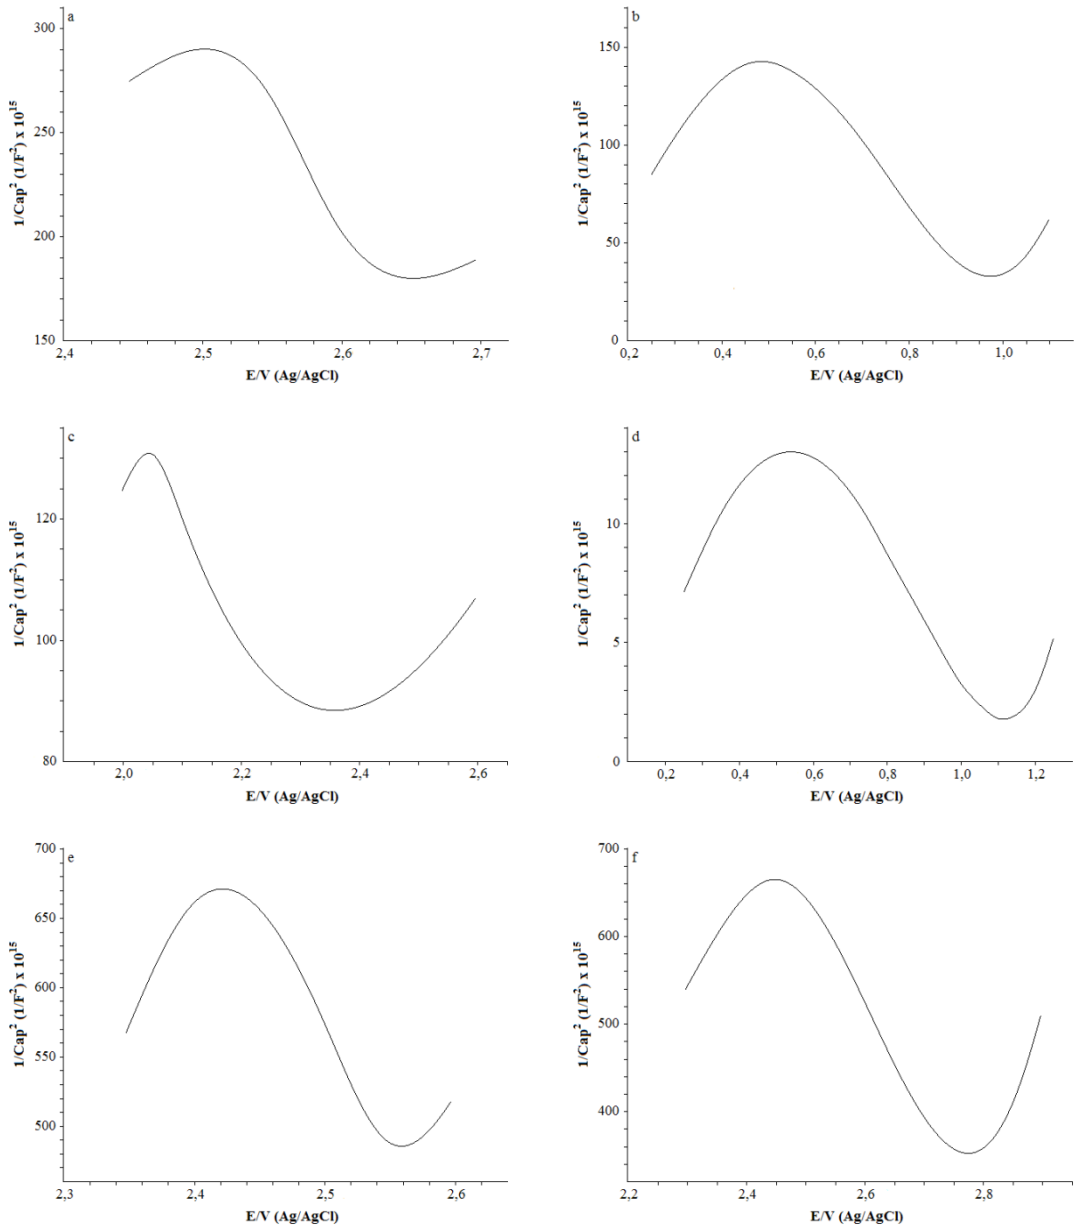 a
300
250
200
150
1/Cap² (1/F²) x 10¹⁵
2,4
2,5
2,6
2,7
E/V (Ag/AgCl)
b
150
100
50
0
1/Cap² (1/F²) x 10¹⁵
0,2
0,4
0,6
0,8
1,0
E/V (Ag/AgCl)
c
120
100
80
1/Cap² (1/F²) x 10¹⁵
2,0
2,2
2,4
2,6
E/V (Ag/AgCl)
d
10
5
0
1/Cap² (1/F²) x 10¹⁵
0,2
0,4
0,6
0,8
1,0
1,2
E/V (Ag/AgCl)
e
700
650
600
550
500
1/Cap² (1/F²) x 10¹⁵
2,3
2,4
2,5
2,6
E/V (Ag/AgCl)
f
700
600
500
400
1/Cap² (1/F²) x 10¹⁵
2,2
2,4
2,6
2,8
E/V (Ag/AgCl)